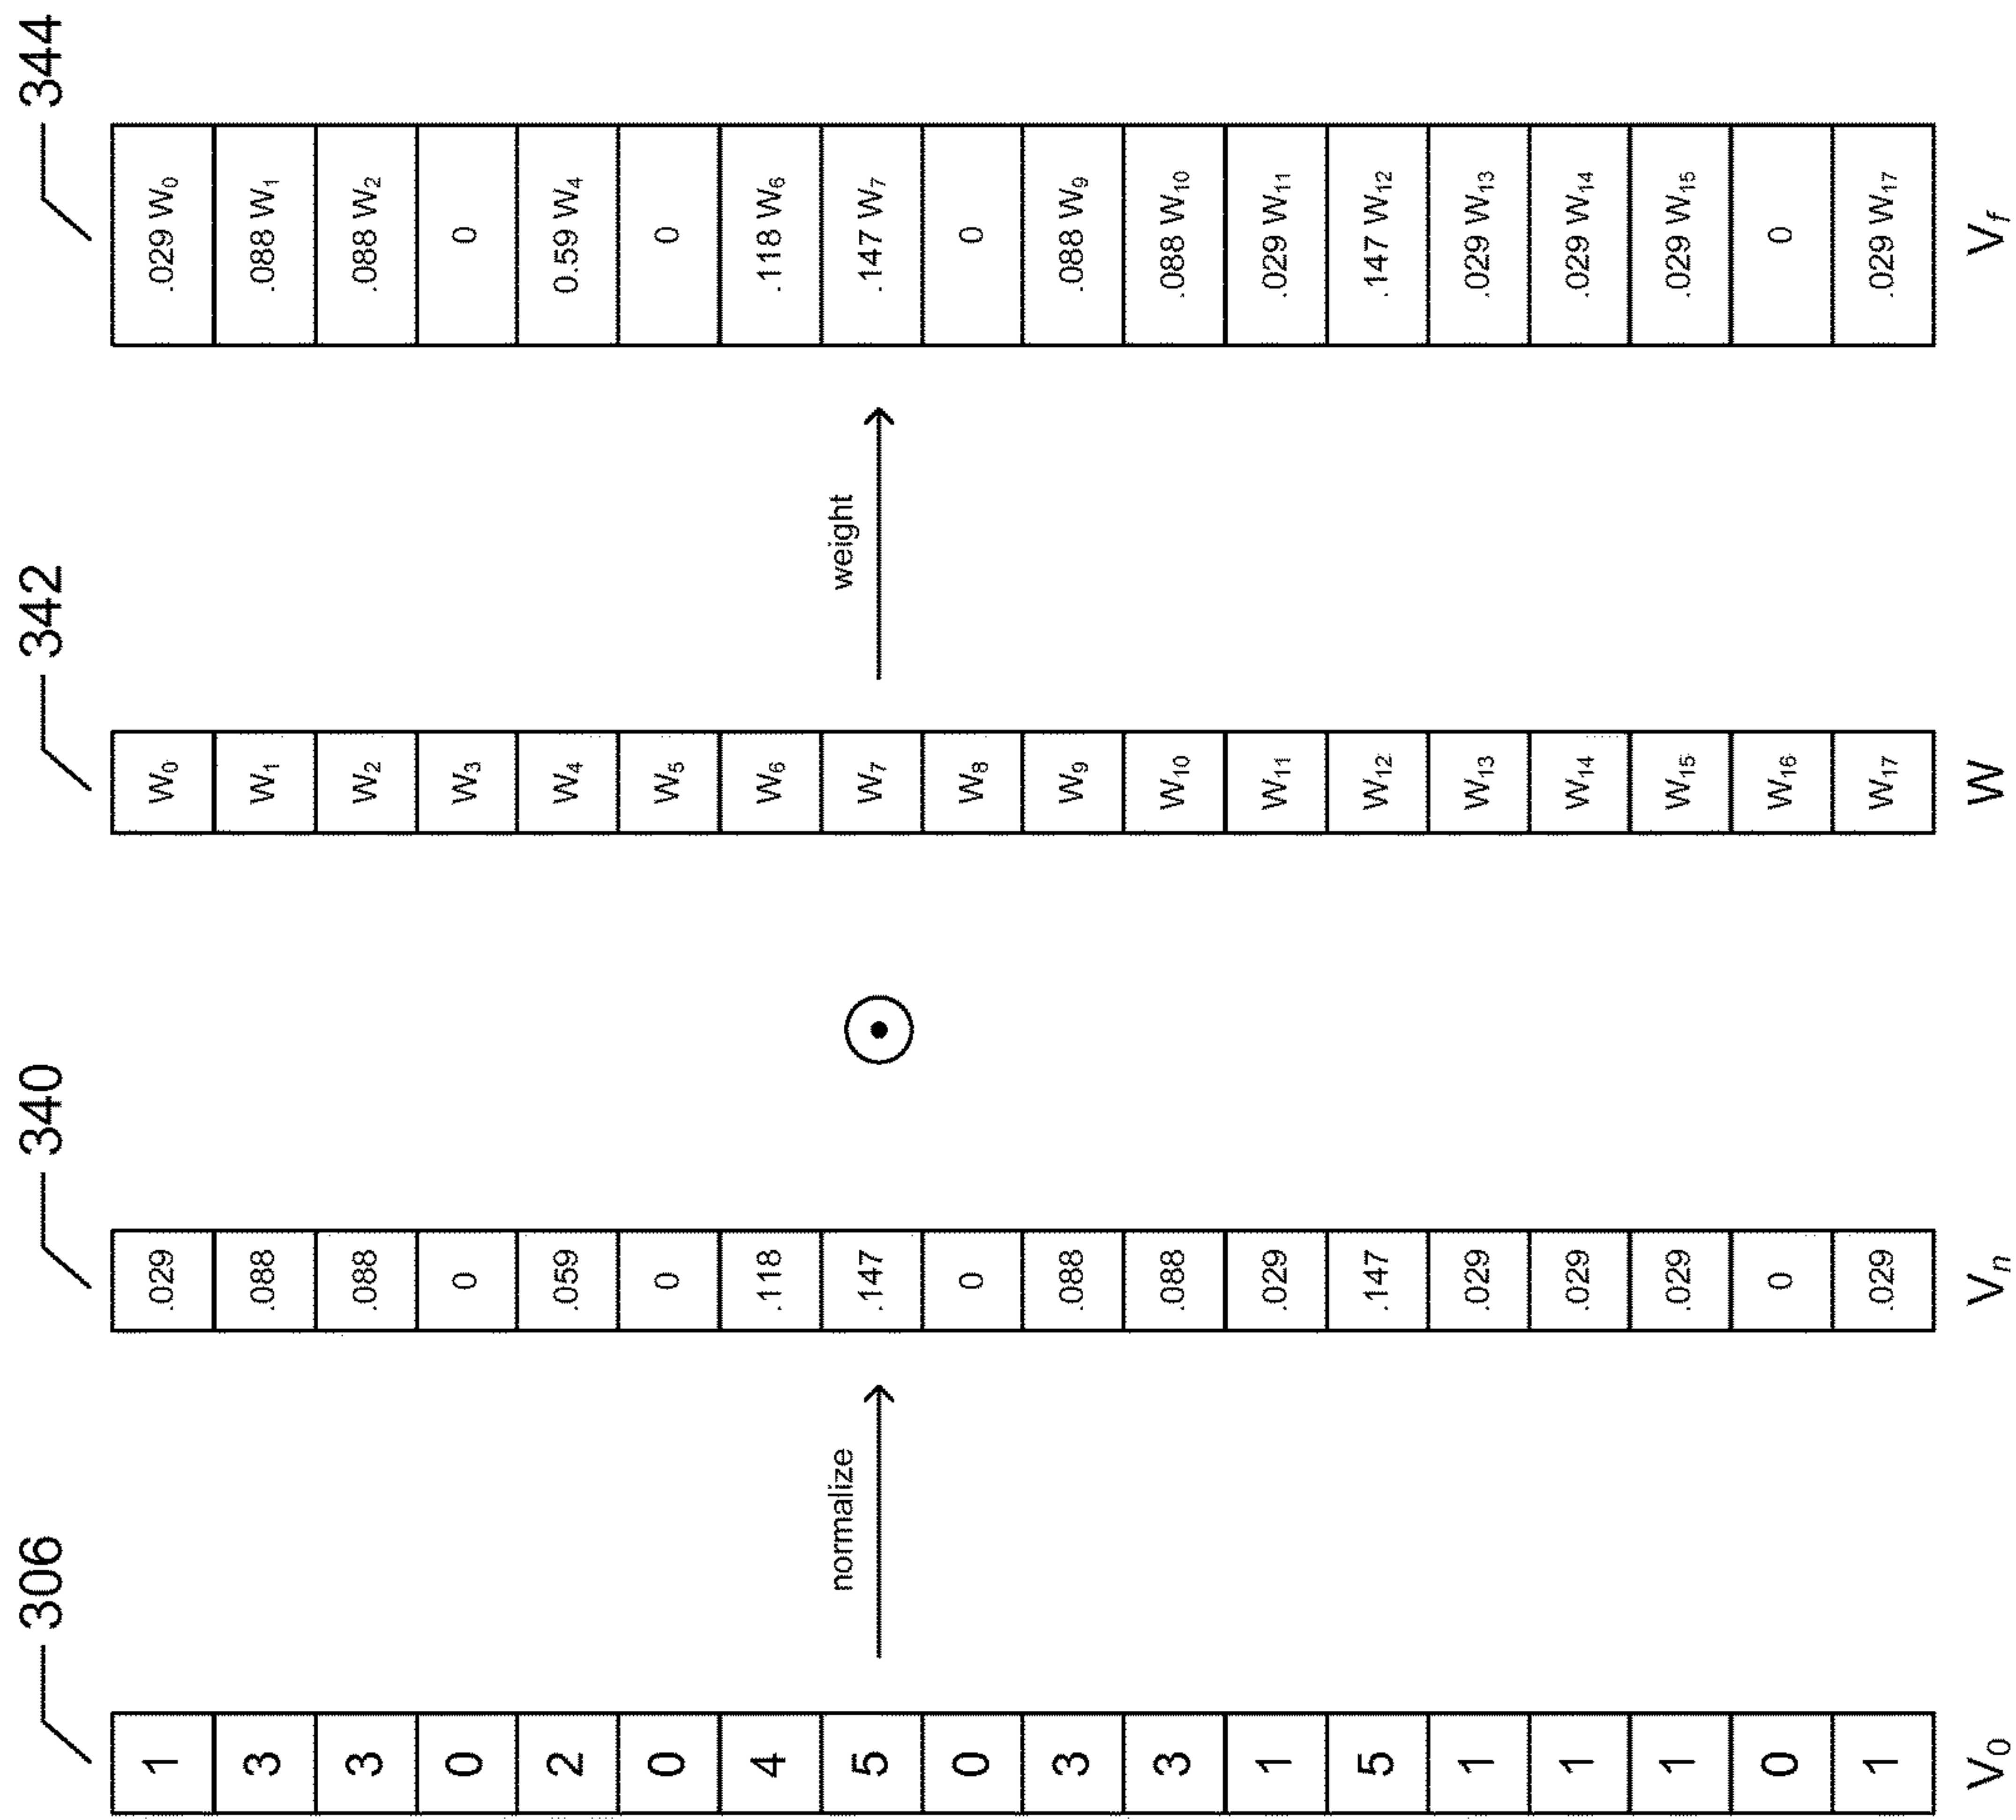 306
1
3
3
0
2
0
4
5
0
3
3
1
5
1
1
1
0
1
V₀
normalize
340
.029
.088
.088
0
.059
0
.118
.147
0
.088
.088
.029
.147
.029
.029
.029
0
.029
Vₙ
⊙
342
W₀
W₁
W₂
W₃
W₄
W₅
W₆
W₇
W₈
W₉
W₁₀
W₁₁
W₁₂
W₁₃
W₁₄
W₁₅
W₁₆
W₁₇
W
weight
344
.029 W₀
.088 W₁
.088 W₂
0
0.59 W₄
0
.118 W₆
.147 W₇
0
.088 W₉
.088 W₁₀
.029 W₁₁
.147 W₁₂
.029 W₁₃
.029 W₁₄
.029 W₁₅
0
.029 W₁₇
V_f